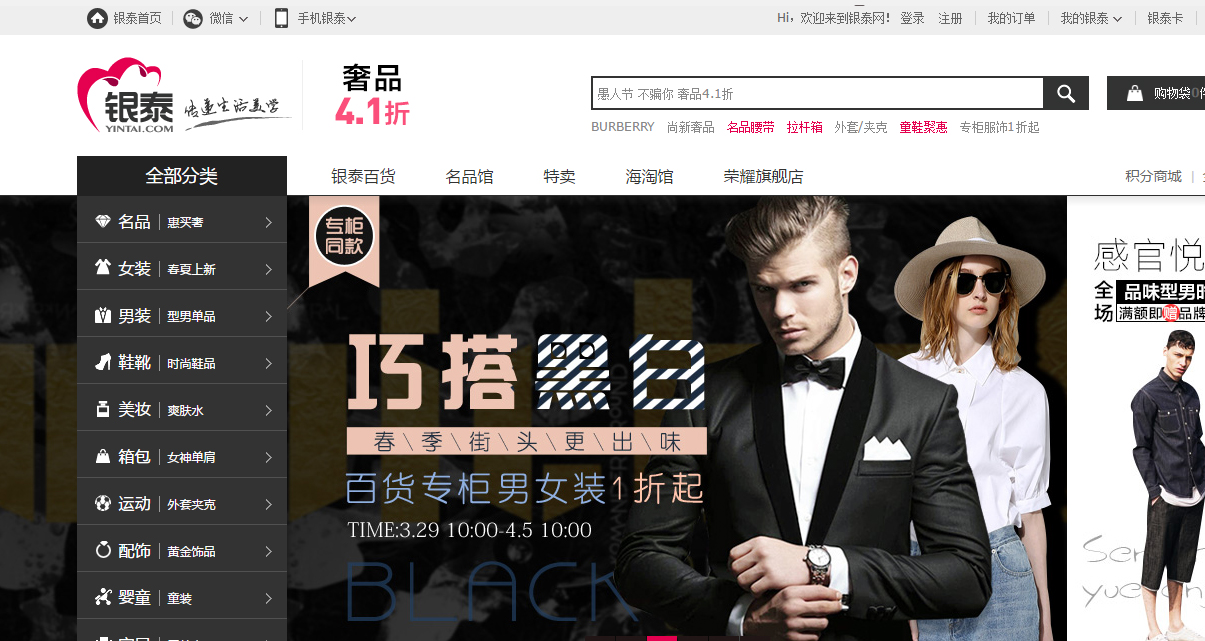 银泰首页 微信 手机银泰 Hi，欢迎来到银泰网! 登录 注册 我的订单 我的银泰 银泰卡
银泰
YINTAI.COM
传递生活美学
奢品
4.1折
愚人节 不骗你 奢品4.1折
购物袋0件
BURBERRY 尚新奢品 名品腰带 拉杆箱 外套/夹克 童鞋聚惠 专柜服饰1折起
全部分类 银泰百货 名品馆 特卖 海淘馆 荣耀旗舰店 积分商城
名品 惠买奢
女装 春夏上新
男装 型男单品
鞋靴 时尚鞋品
美妆 爽肤水
箱包 女神单肩
运动 外套夹克
配饰 黄金饰品
婴童 童装
专柜
同款
巧搭黑白
春 \ 季 \ 街 \ 头 \ 更 \ 出 \ 味
百货专柜男女装1折起
TIME:3.29 10:00-4.5 10:00
BLACK
感官悦
全场
品味型男时
满额即赠品牌